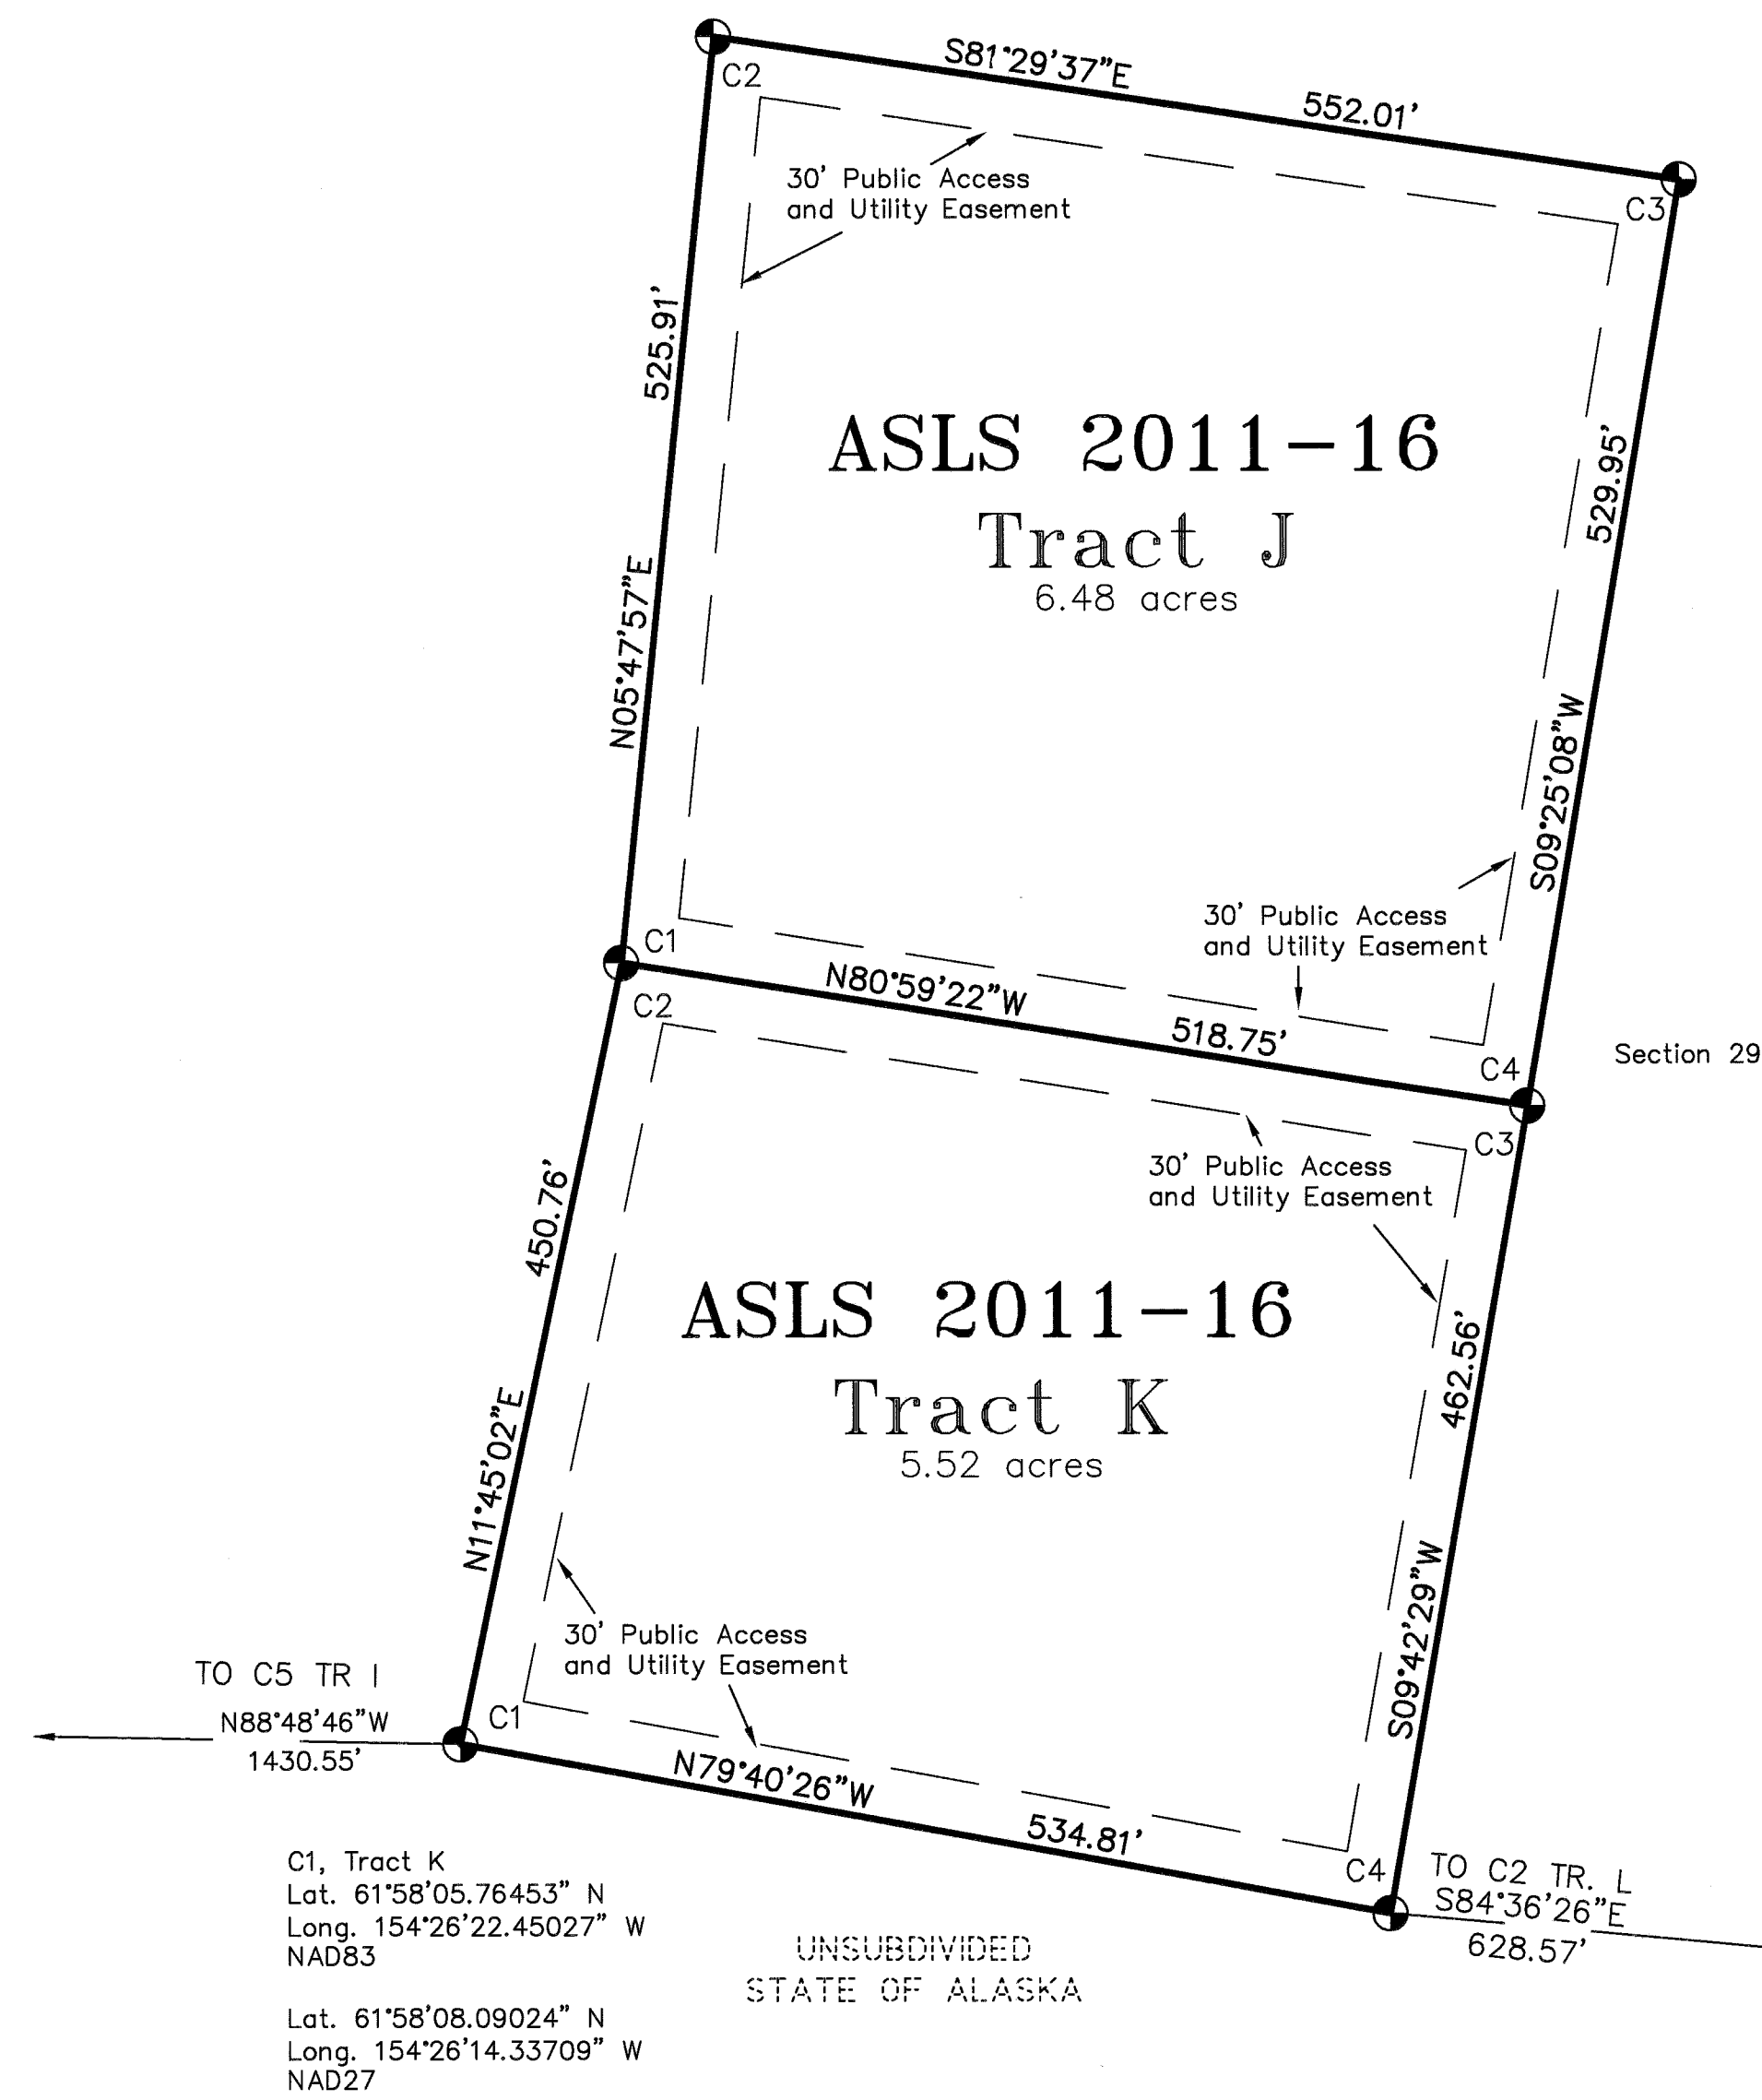 C2
S81°29'37"E
552.01'
C3
30' Public Access
and Utility Easement
525.91'
N05°47'57"E
ASLS 2011-16
Tract J
6.48 acres
529.95'
S09°25'08"W
30' Public Access
and Utility Easement
C1
N80°59'22"W
518.75'
C4
Section 29
C2
C3
30' Public Access
and Utility Easement
450.76'
N11°45'02"E
ASLS 2011-16
Tract K
5.52 acres
462.56'
S09°42'29"W
30' Public Access
and Utility Easement
TO C5 TR I
N88°48'46"W
1430.55'
C1
N79°40'26"W
534.81'
C4
TO C2 TR. L
S84°36'26"E
628.57'
C1, Tract K
Lat. 61°58'05.76453" N
Long. 154°26'22.45027" W
NAD83
Lat. 61°58'08.09024" N
Long. 154°26'14.33709" W
NAD27
UNSUBDIVIDED
STATE OF ALASKA